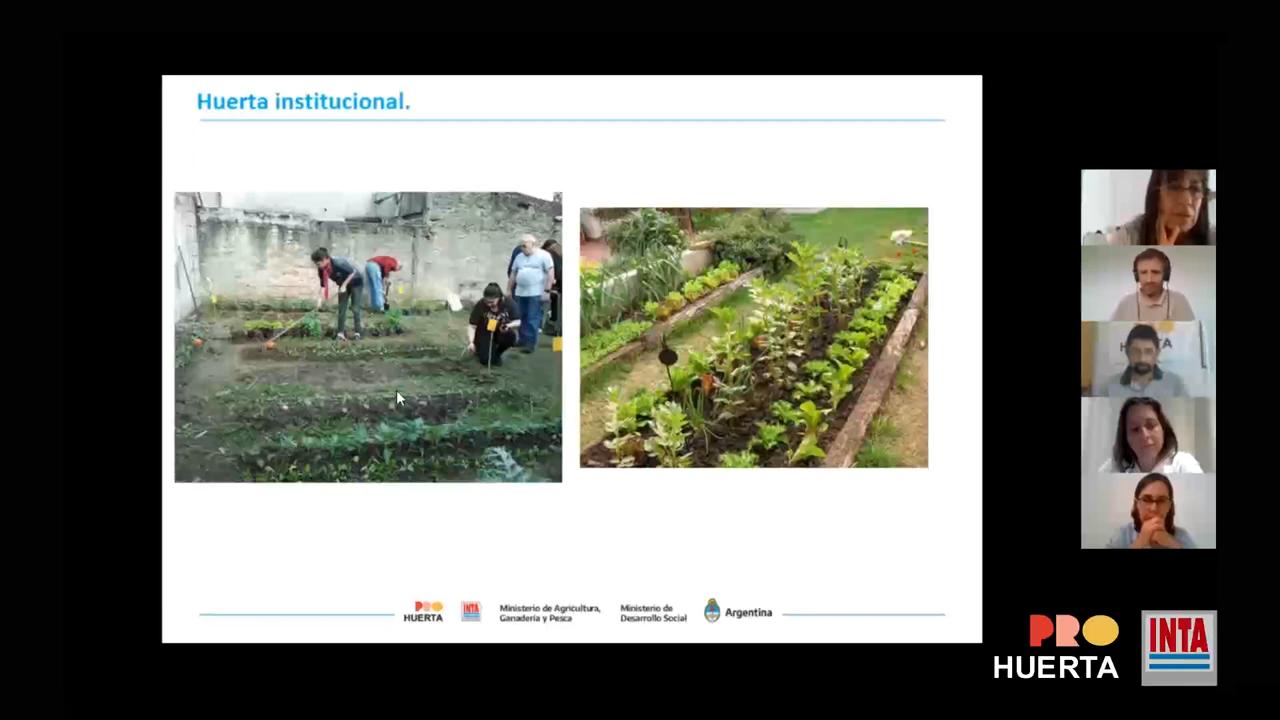 Huerta institucional.
PRO
HUERTA
INTA
Ministerio de Agricultura,
Ganadería y Pesca
Ministerio de
Desarrollo Social
Argentina
PRO
HUERTA
INTA